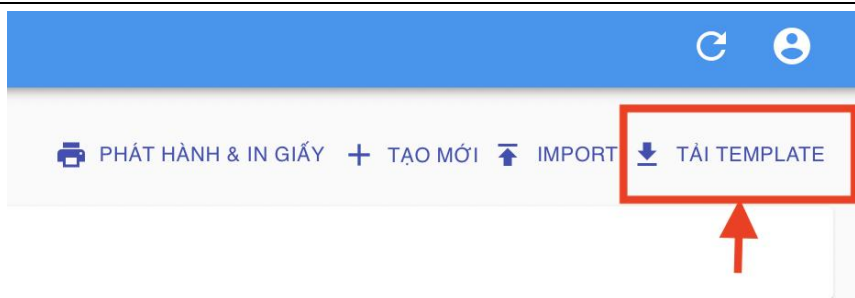 PHÁT HÀNH & IN GIẤY TẠO MỚI IMPORT TẢI TEMPLATE